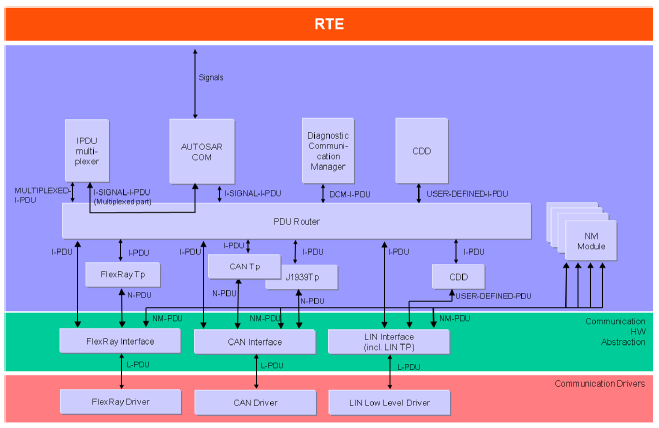 RTE
Signals
IPDU
multi-
plexer
AUTOSAR
COM
Diagnostic
Communi-
cation
Manager
CDD
MULTIPLEXED-
I-PDU
I-SIGNAL-I-PDU
(Multiplexed part)
I-SIGNAL-I-PDU
DCM-I-PDU
USER-DEFINED-I-PDU
PDU Router
I-PDU
I-PDU
I-PDU
I-PDU
I-PDU
I-PDU
I-PDU
NM
Module
FlexRay Tp
CAN Tp
J1939Tp
CDD
N-PDU
N-PDU
N-PDU
USER-DEFINED-PDU
NM-PDU
NM-PDU
NM-PDU
Communication
HW
Abstraction
FlexRay Interface
CAN Interface
LIN Interface
(incl. LIN TP)
L-PDU
L-PDU
L-PDU
Communication Drivers
FlexRay Driver
CAN Driver
LIN Low Level Driver